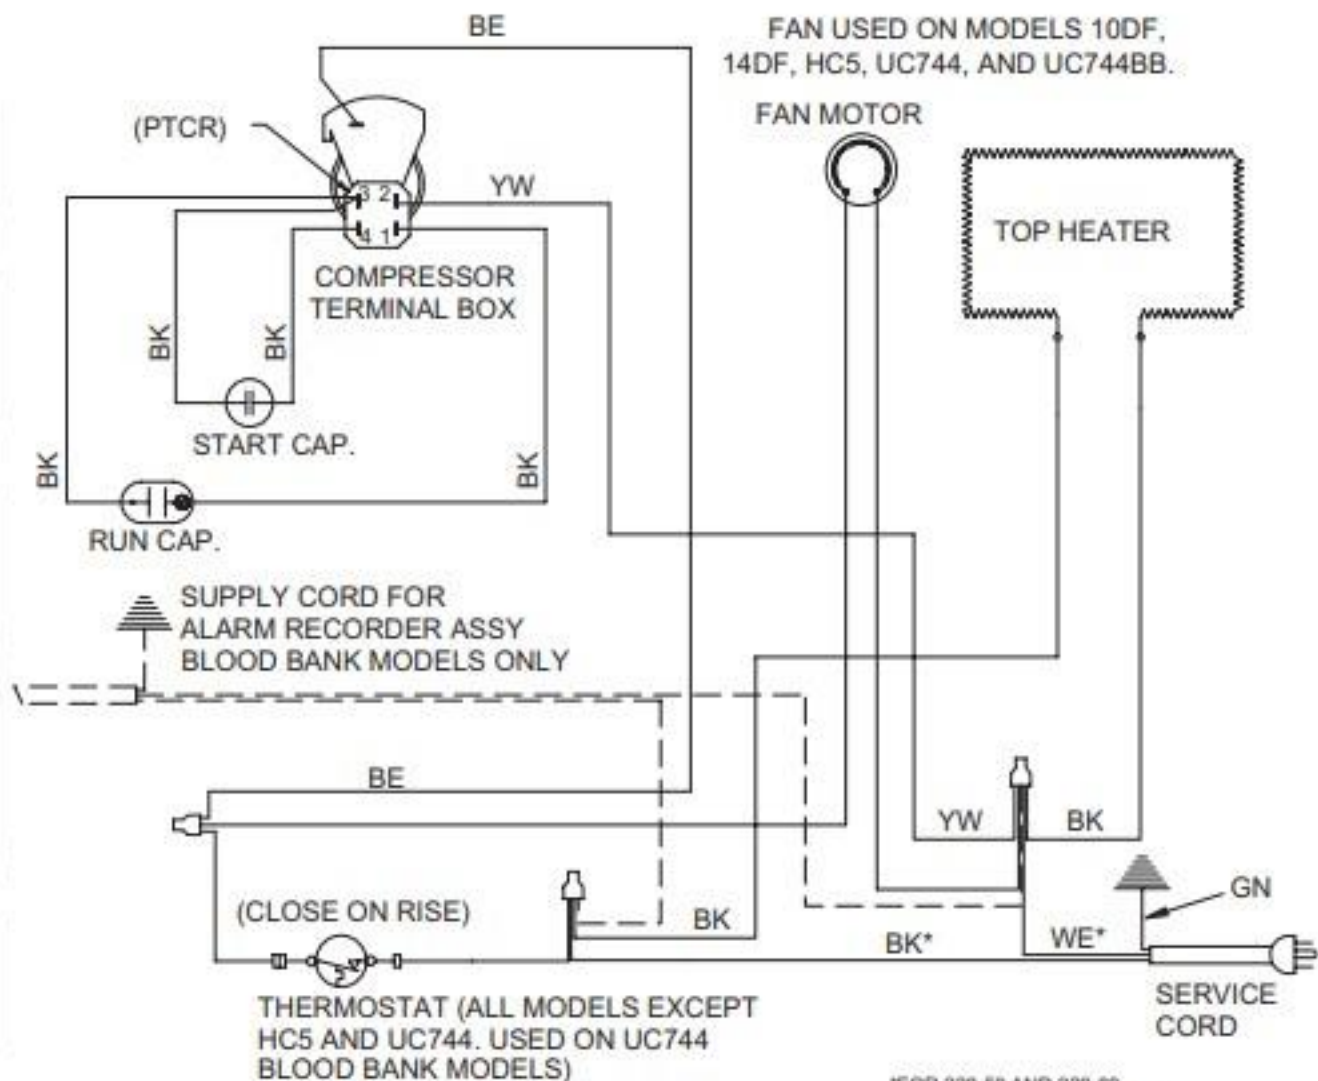 BE
FAN USED ON MODELS 10DF,
14DF, HC5, UC744, AND UC744BB.
FAN MOTOR
(PTCR)
YW
3 2
4 1
TOP HEATER
COMPRESSOR
TERMINAL BOX
BK
BK
START CAP.
BK
BK
RUN CAP.
SUPPLY CORD FOR
ALARM RECORDER ASSY
BLOOD BANK MODELS ONLY
BE
YW
BK
GN
(CLOSE ON RISE)
BK
BK*
WE*
SERVICE
CORD
THERMOSTAT (ALL MODELS EXCEPT
HC5 AND UC744. USED ON UC744
BLOOD BANK MODELS)